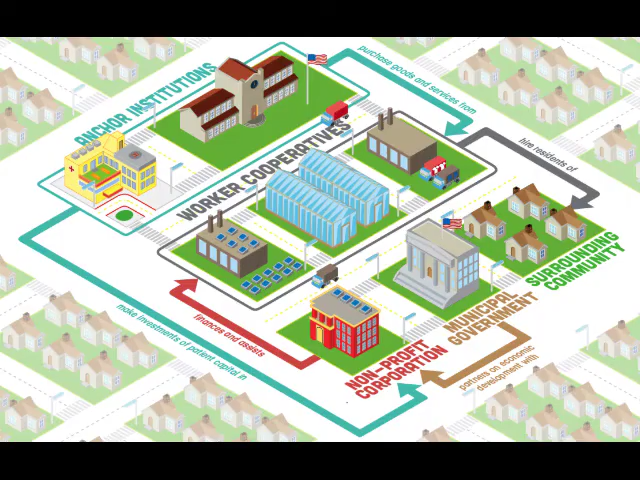 ANCHOR INSTITUTIONS
purchase goods and services from
WORKER COOPERATIVES
hire residents of
SURROUNDING
COMMUNITY
MUNICIPAL
GOVERNMENT
partners on economic
development with
NON-PROFIT
CORPORATION
finances and assists
make investments of patient capital in